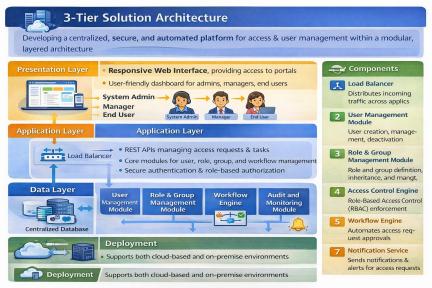 3-Tier Solution Architecture
Developing a centralized, secure, and automated platform for access & user management within a modular,
layered architecture
Presentation Layer
• Responsive Web Interface, providing access to portals
• User-friendly dashboard for admins, managers, end users
System Admin
Manager
End User
System Admin
Manager
End User
Application Layer
Application Layer
Load Balancer
• REST APIs managing access requests & tasks
• Core modules for user, role, group, and workflow management
• Secure authentication & role-based authorization
Data Layer
Centralized Database
User
Management
Module
Role & Group
Management
Module
Workflow
Engine
Audit and
Monitoring
Module
Deployment
• Supports both cloud-based and on-premise environments
Deployment
Supports both cloud-based and on-premise environments
Components
Load Balancer
Distributes incoming
traffic across applics
2 User Management
Module
User creation, manage-
ment, deactivation
3 Role & Group
Management Module
Role and group definition,
inheritance, and mangt,
4 Access Control Engine
Role-Based Access Control
(RBAC) enforcement
5 Workflow Engine
Automates access req-
uest approvals
7 Notification Service
Sends notifications &
alerts for access requests